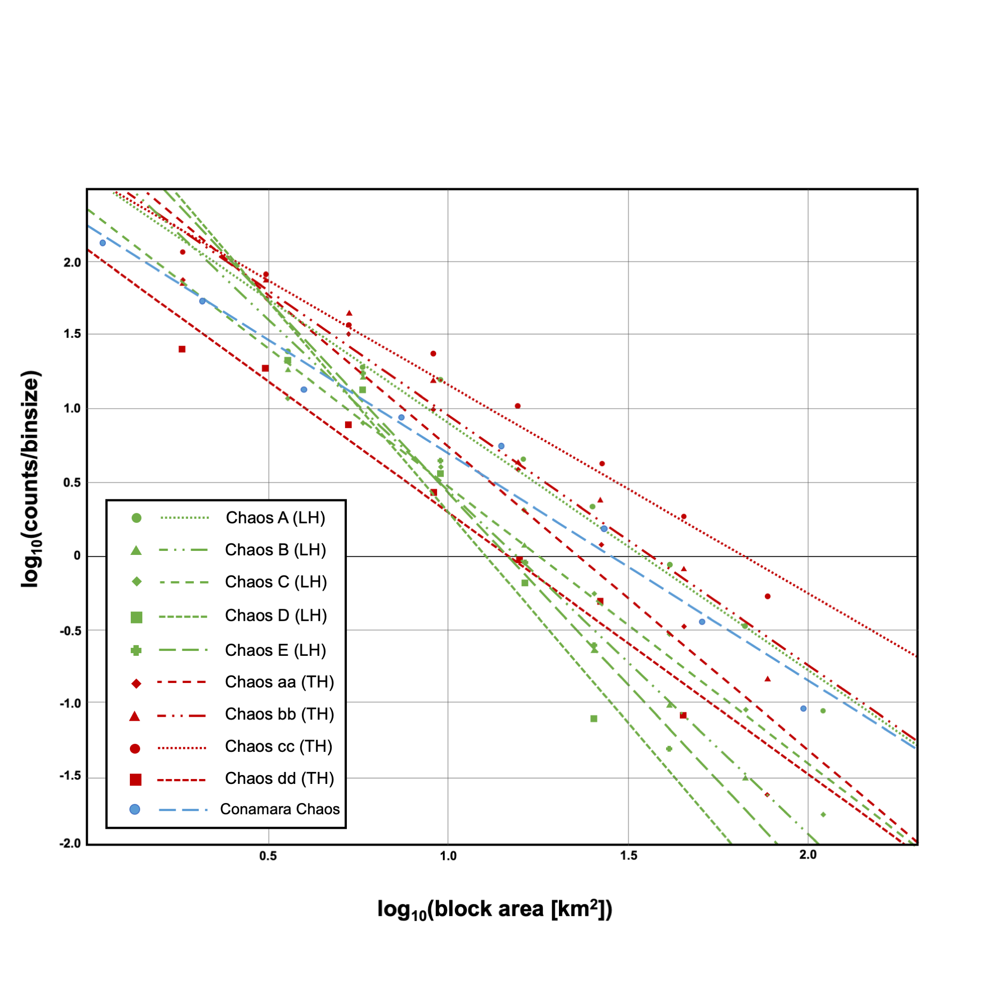 log10(counts/binsize)
2.0
1.5
1.0
0.5
0
-0.5
-1.0
-1.5
-2.0
Chaos A (LH)
Chaos B (LH)
Chaos C (LH)
Chaos D (LH)
Chaos E (LH)
Chaos aa (TH)
Chaos bb (TH)
Chaos cc (TH)
Chaos dd (TH)
Conamara Chaos
0.5 1.0 1.5 2.0
log10(block area [km2])